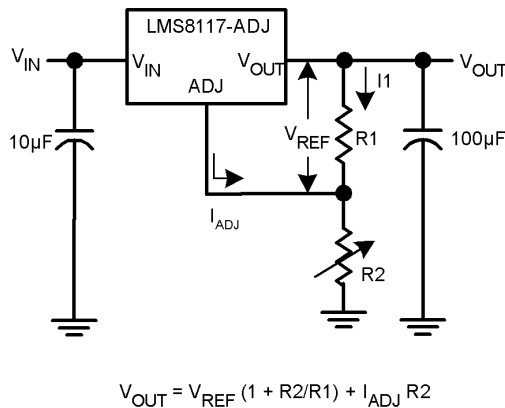 LMS8117-ADJ
V_IN
V_IN
V_OUT
V_OUT
ADJ
I1
10µF
V_REF
R1
100µF
I_ADJ
R2
V_OUT = V_REF (1 + R2/R1) + I_ADJ R2